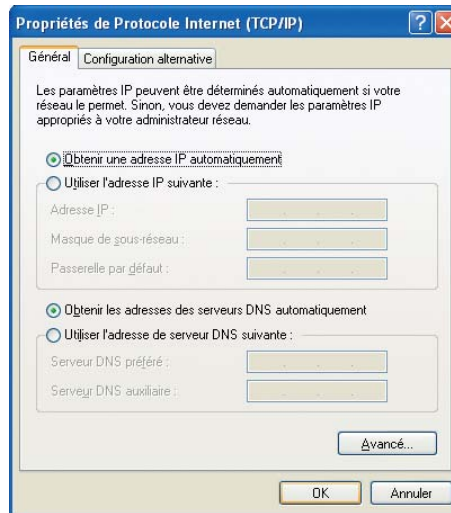 Propriétés de Protocole Internet (TCP/IP)
Général
Configuration alternative
Les paramètres IP peuvent être déterminés automatiquement si votre
réseau le permet. Sinon, vous devez demander les paramètres IP
appropriés à votre administrateur réseau.
Obtenir une adresse IP automatiquement
Utiliser l'adresse IP suivante :
Adresse IP :
Masque de sous-réseau :
Passerelle par défaut :
Obtenir les adresses des serveurs DNS automatiquement
Utiliser l'adresse de serveur DNS suivante :
Serveur DNS préféré :
Serveur DNS auxiliaire :
Avancé...
OK
Annuler